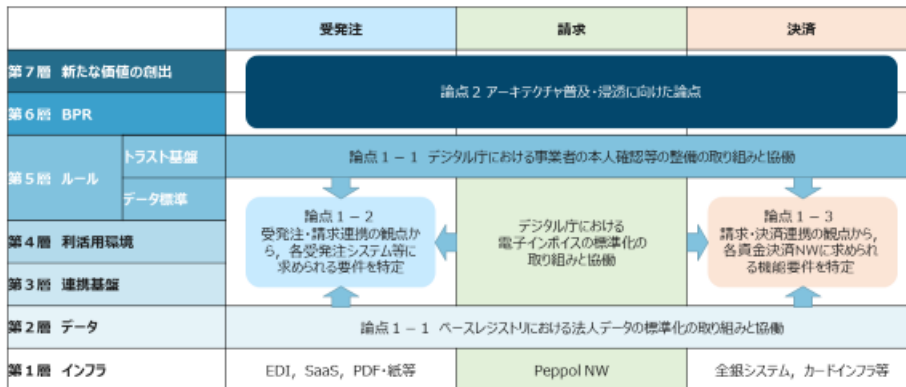 受発注 請求 決済
第7層 新たな価値の創出
論点2 アーキテクチャ普及・浸透に向けた論点
第6層 BPR
トラスト基盤 論点1-1 デジタル庁における事業者の本人確認等の整備の取り組みと協働
第5層 ルール
データ標準
論点1-2
受発注・請求連携の観点か
ら,各受発注システム等に
求められる要件を特定
デジタル庁における
電子インボイスの標準化の
取り組みと協働
論点1-3
請求・決済連携の観点から,
各資金決済NWに求められ
る機能要件を特定
第4層 利活用環境
第3層 連携基盤
第2層 データ 論点1-1 ベースレジストリにおける法人データの標準化の取り組みと協働
第1層 インフラ EDI, SaaS, PDF・紙等 Peppol NW 全銀システム, カードインフラ等